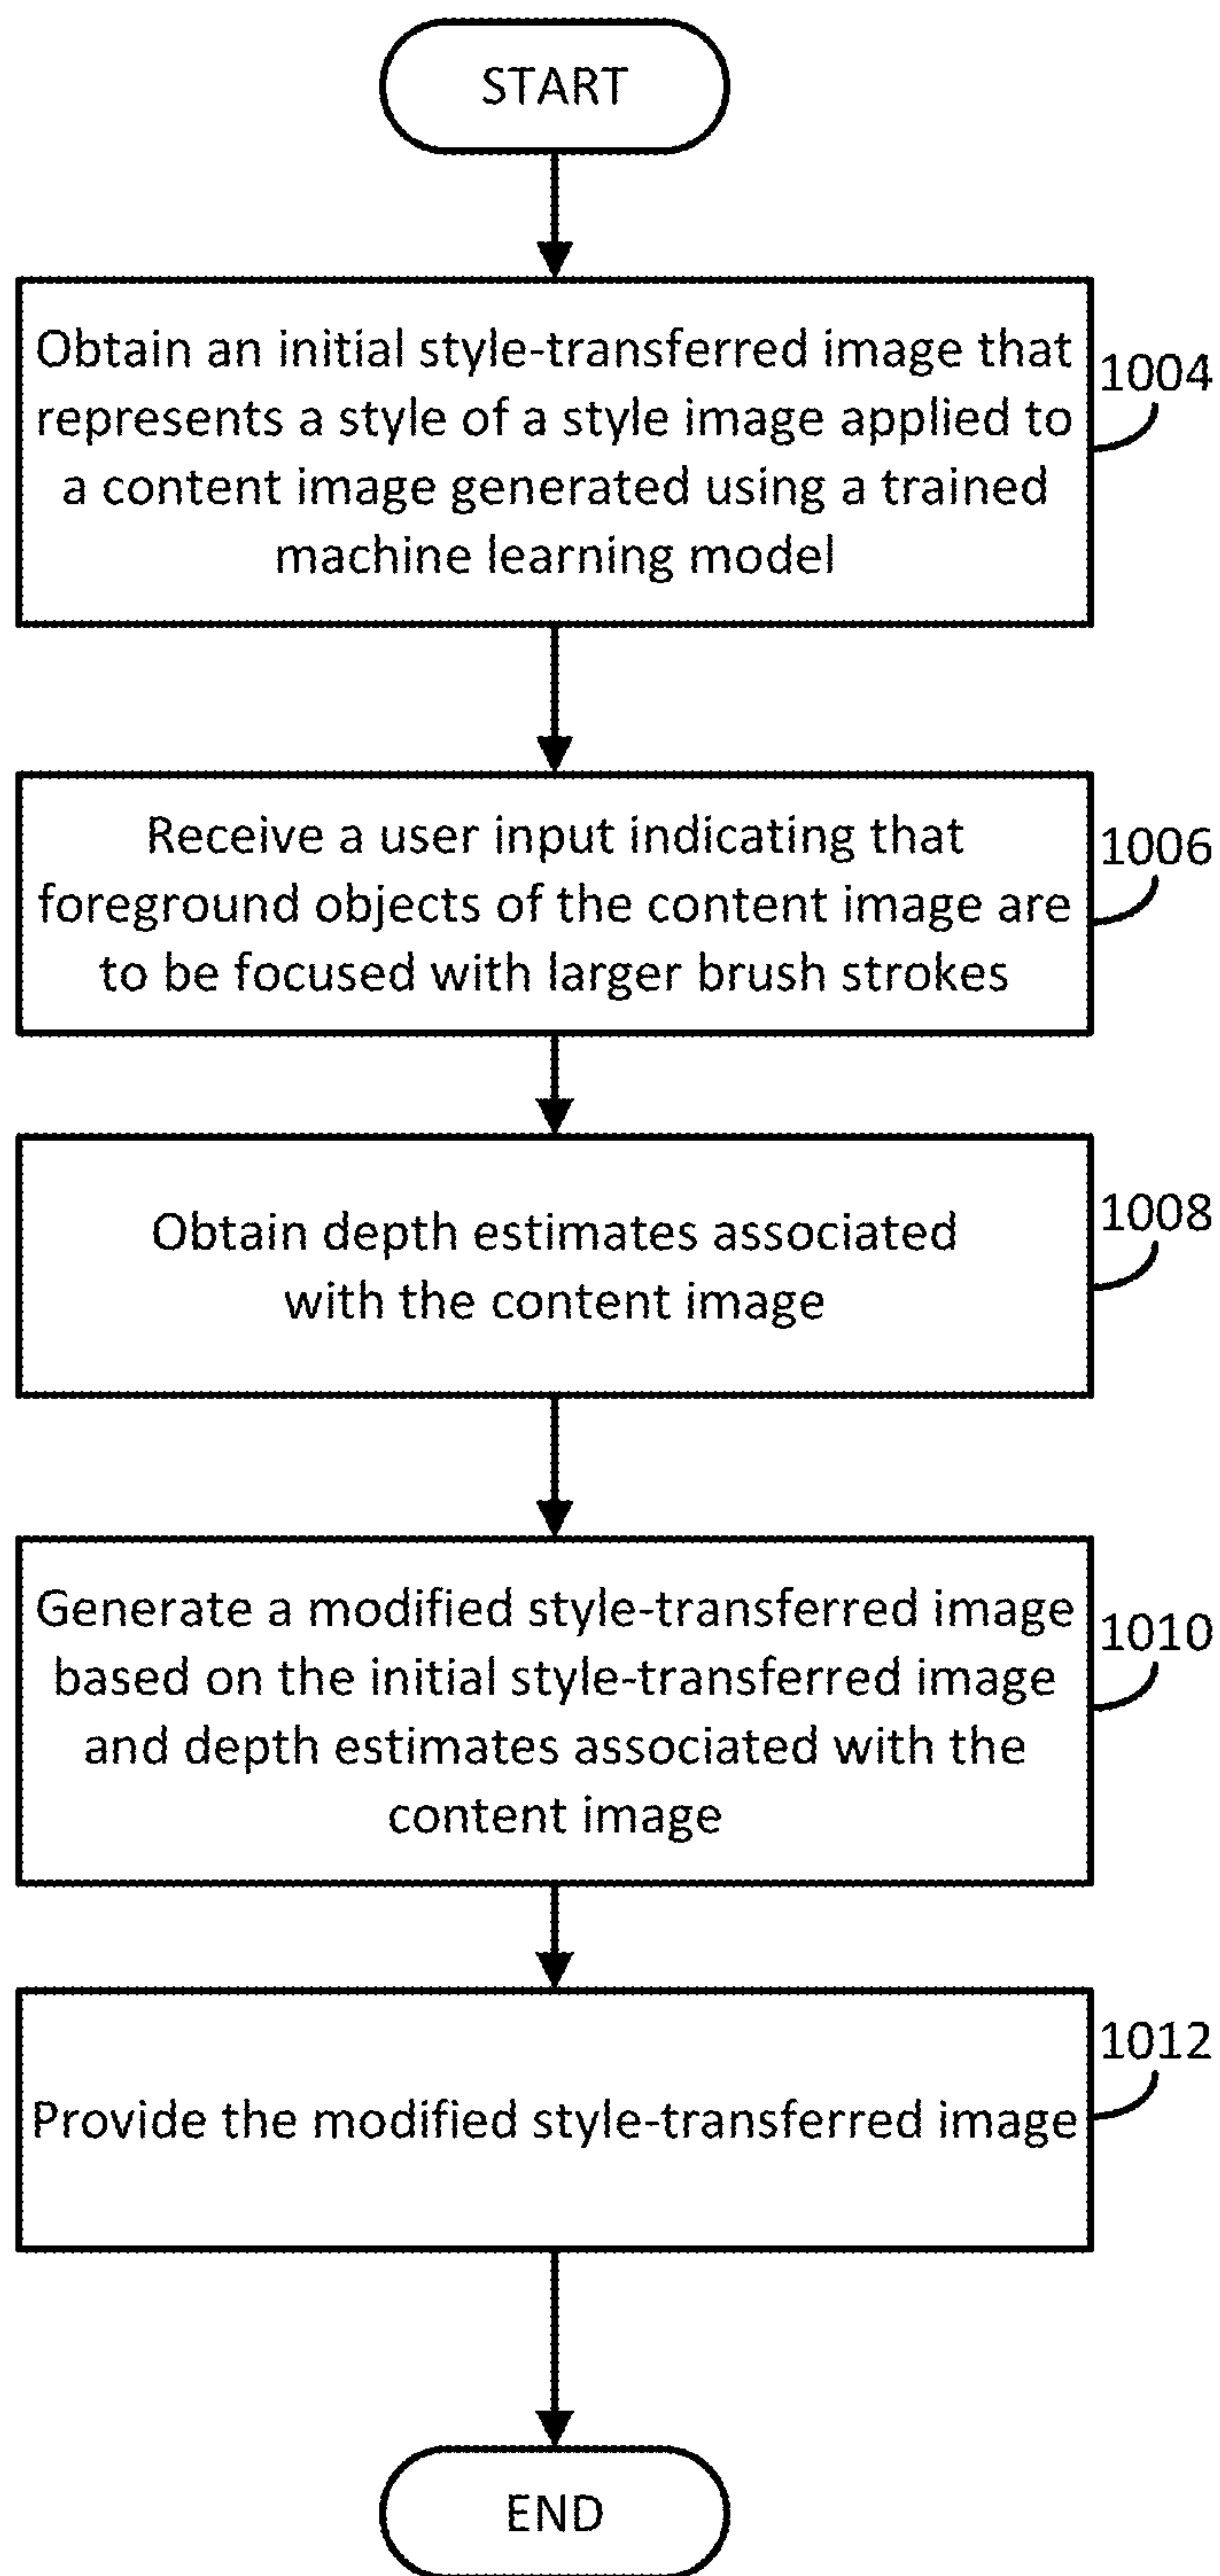 START
Obtain an initial style-transferred image that
represents a style of a style image applied to
a content image generated using a trained
machine learning model
1004
Receive a user input indicating that
foreground objects of the content image are
to be focused with larger brush strokes
1006
Obtain depth estimates associated
with the content image
1008
Generate a modified style-transferred image
based on the initial style-transferred image
and depth estimates associated with the
content image
1010
Provide the modified style-transferred image
1012
END